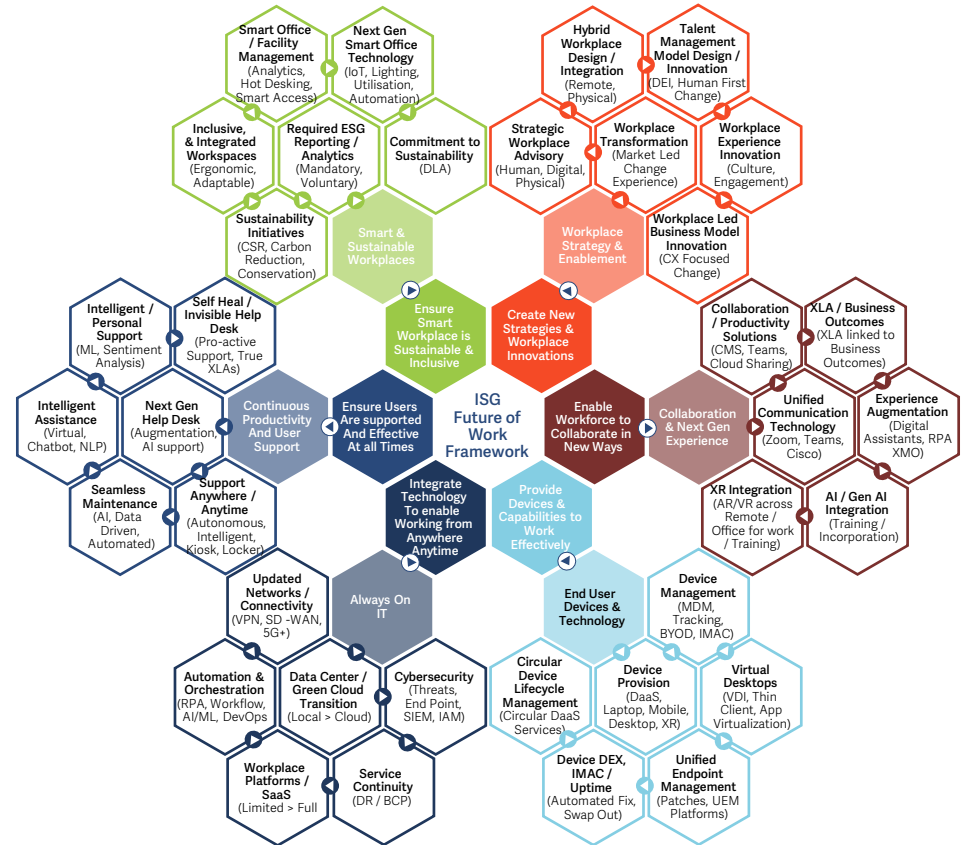 Smart Office
/ Facility
Management
(Analytics,
Hot Desking,
Smart Access)
Next Gen
Smart Office
Technology
(IoT, Lighting,
Utilisation,
Automation)
Inclusive,
& Integrated
Workspaces
(Ergonomic,
Adaptable)
Required ESG
Reporting /
Analytics
(Mandatory,
Voluntary)
Commitment to
Sustainability
(DLA)
Sustainability
Initiatives
(CSR, Carbon
Reduction,
Conservation)
Smart &
Sustainable
Workplaces
Ensure
Smart
Workplace is
Sustainable &
Inclusive
Hybrid
Workplace
Design /
Integration
(Remote,
Physical)
Talent
Management
Model Design /
Innovation
(DEI, Human First
Change)
Strategic
Workplace
Advisory
(Human, Digital,
Physical)
Workplace
Transformation
(Market Led
Change
Experience)
Workplace
Experience
Innovation
(Culture,
Engagement)
Workplace
Strategy &
Enablement
Workplace Led
Business Model
Innovation
(CX Focused
Change)
Create New
Strategies &
Workplace
Innovations
Intelligent /
Personal
Support
(ML, Sentiment
Analysis)
Self Heal /
Invisible Help
Desk
(Pro-active
Support, True
XLAs)
Intelligent
Assistance
(Virtual,
Chatbot, NLP)
Next Gen
Help Desk
(Augmentation,
AI support)
Continuous
Productivity
And User
Support
Ensure Users
Are supported
And Effective
At all Times
Seamless
Maintenance
(AI, Data
Driven,
Automated)
Support
Anywhere /
Anytime
(Autonomous,
Intelligent,
Kiosk, Locker)
ISG
Future of
Work
Framework
Enable
Workforce to
Collaborate in
New Ways
Collaboration
& Next Gen
Experience
Collaboration
/ Productivity
Solutions
(CMS, Teams,
Cloud Sharing)
XLA / Business
Outcomes
(XLA linked to
Business
Outcomes)
Unified
Communication
Technology
(Zoom, Teams,
Cisco)
Experience
Augmentation
(Digital
Assistants, RPA
XMO)
XR Integration
(AR/VR across
Remote /
Office for work
/ Training)
AI / Gen AI
Integration
(Training /
Incorporation)
Integrate
Technology
To enable
Working from
Anywhere
Anytime
Provide
Devices &
Capabilities to
Work
Effectively
Updated
Networks /
Connectivity
(VPN, SD -WAN,
5G+)
Always On
IT
Automation &
Orchestration
(RPA, Workflow,
AI/ML, DevOps
Data Center /
Green Cloud
Transition
(Local > Cloud)
Cybersecurity
(Threats,
End Point,
SIEM, IAM)
Workplace
Platforms /
SaaS
(Limited > Full
Service
Continuity
(DR / BCP)
End User
Devices &
Technology
Device
Management
(MDM,
Tracking,
BYOD, IMAC)
Circular
Device
Lifecycle
Management
(Circular DaaS
Services)
Device
Provision
(DaaS,
Laptop, Mobile,
Desktop, XR)
Virtual
Desktops
(VDI, Thin
Client, App
Virtualization)
Device DEX,
IMAC /
Uptime
(Automated Fix,
Swap Out)
Unified
Endpoint
Management
(Patches, UEM
Platforms)